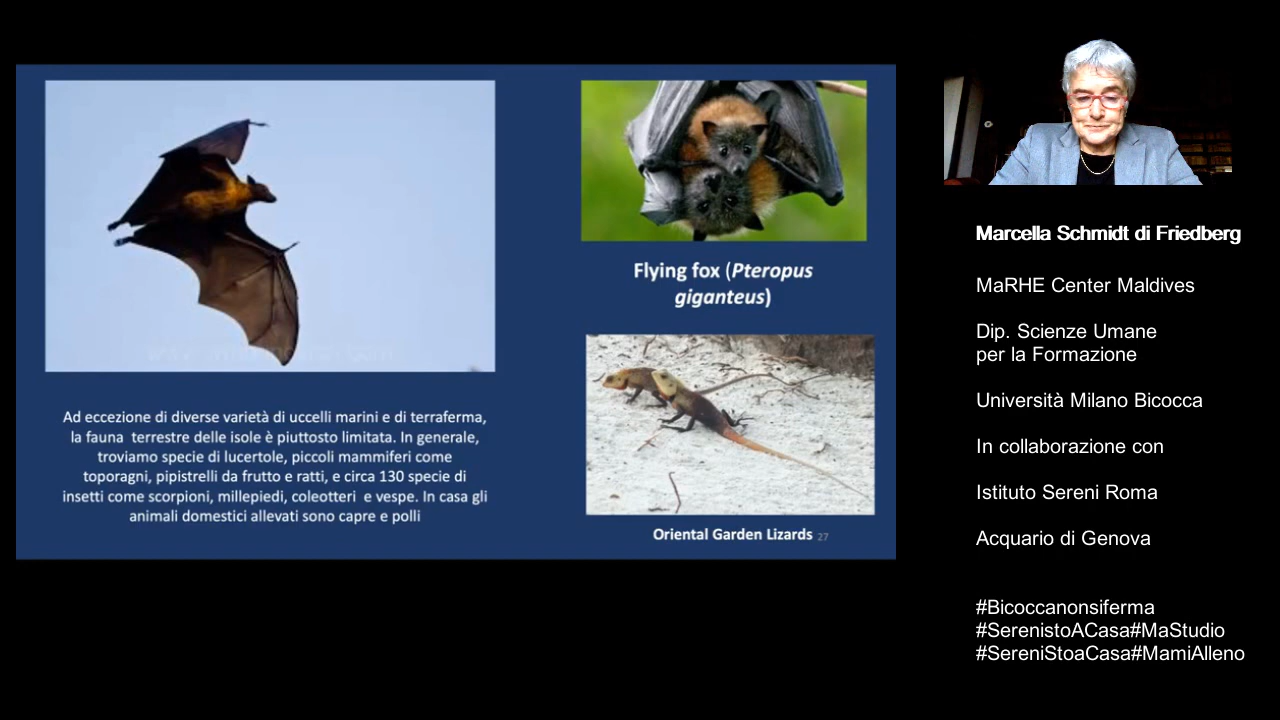 Flying fox (Pteropus
giganteus)
Ad eccezione di diverse varietà di uccelli marini e di terraferma,
la fauna  terrestre delle isole è piuttosto limitata. In generale,
troviamo specie di lucertole, piccoli mammiferi come
toporagni, pipistrelli da frutto e ratti, e circa 130 specie di
insetti come scorpioni, millepiedi, coleotteri  e vespe. In casa gli
animali domestici allevati sono capre e polli
Oriental Garden Lizards 27
Marcella Schmidt di Friedberg
MaRHE Center Maldives
Dip. Scienze Umane
per la Formazione
Università Milano Bicocca
In collaborazione con
Istituto Sereni Roma
Acquario di Genova
#Bicoccanonsiferma
#SerenistoACasa#MaStudio
#SereniStoaCasa#MamiAlleno